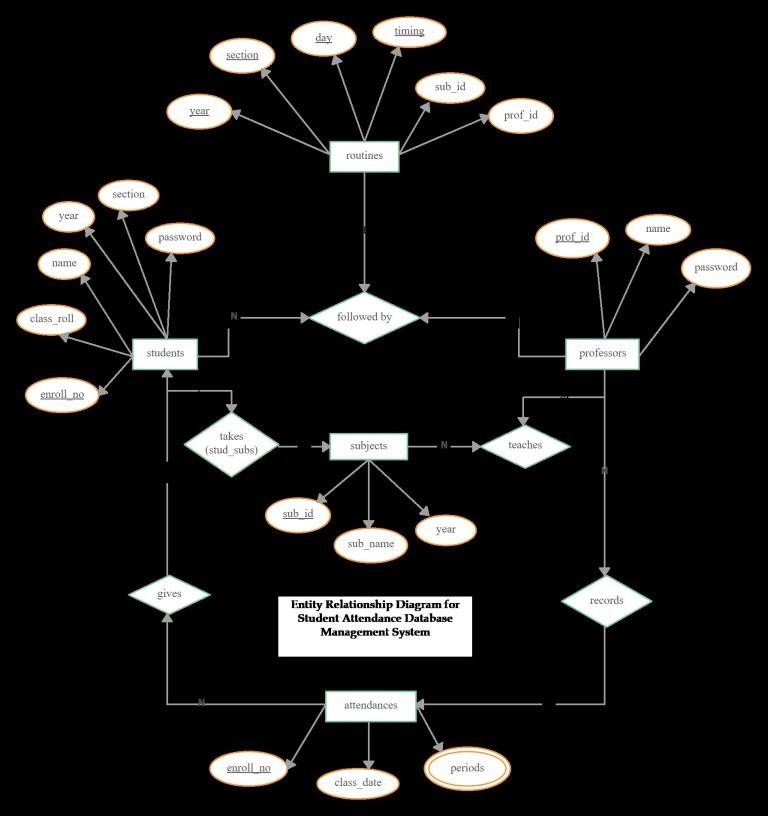 timing
day
section
sub_id
year
prof_id
routines
section
year
password
name
prof_id
name
password
class_roll
N
followed by
students
professors
enroll_no
takes
(stud_subs)
subjects
N
teaches
sub_id
year
sub_name
gives
records
Entity Relationship Diagram for
Student Attendance Database
Management System
N
attendances
enroll_no
class_date
periods